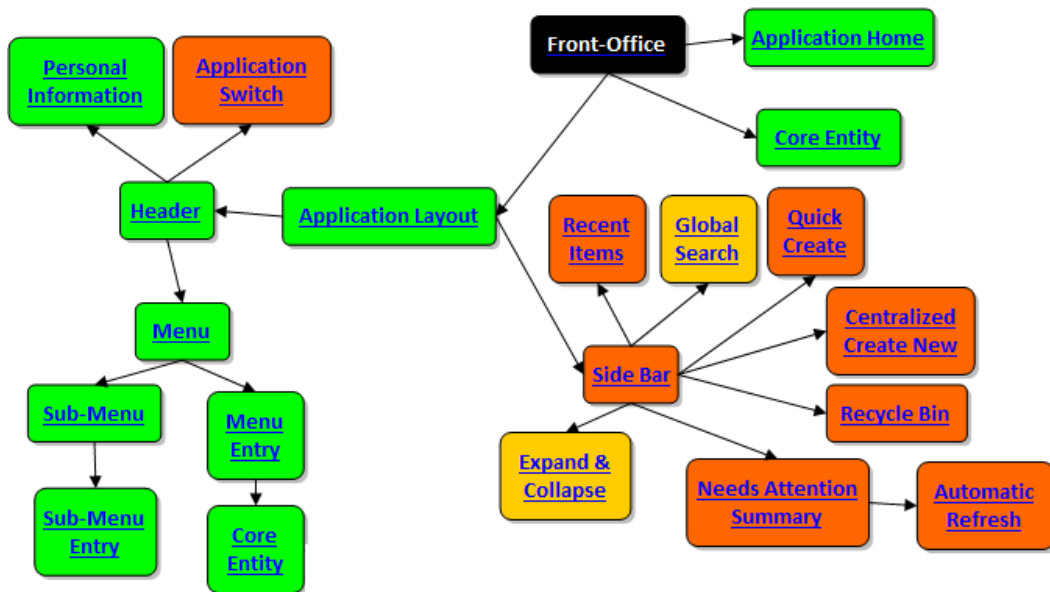 Front-Office
Application Home
Personal
Information
Application
Switch
Core Entity
Header
Application Layout
Recent
Items
Global
Search
Quick
Create
Menu
Centralized
Create New
Side Bar
Sub-Menu
Menu
Entry
Recycle Bin
Expand &
Collapse
Needs Attention
Summary
Automatic
Refresh
Sub-Menu
Entry
Core
Entity